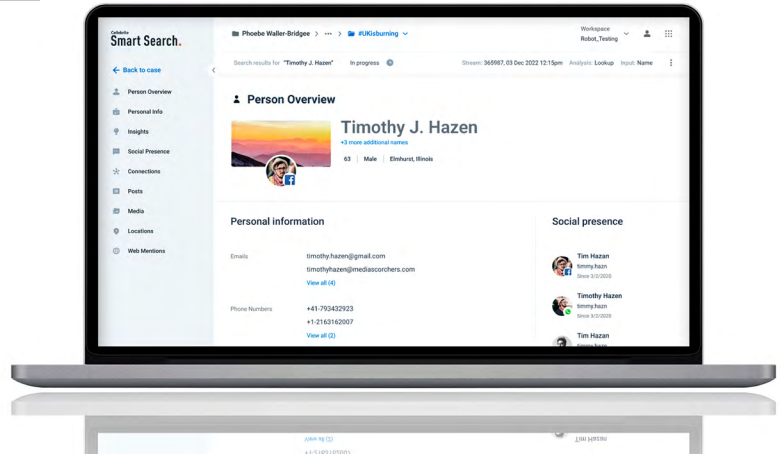 Cellebrite
Smart Search.
Phoebe Waller-Bridgee > ••• > #UKisburning
Workspace
Robot_Testing
Back to case
Search results for "Timothy J. Hazen" In progress
Stream: 365987, 03 Dec 2022 12:15pm Analysis: Lookup Input: Name
Person Overview
Personal Info
Insights
Social Presence
Connections
Posts
Media
Locations
Web Mentions
Person Overview
Timothy J. Hazen
+3 more additional names
63 | Male | Elmhurst, Illinois
Personal information
Emails
timothy.hazen@gmail.com
timothyhazen@mediascorchers.com
View all (4)
Phone Numbers
+41-793432923
+1-2163162007
View all (2)
Social presence
Tim Hazan
timmy.hazn
Since 3/2/2020
Timothy Hazen
timmy.hazn
Since 3/2/2020
Tim Hazan